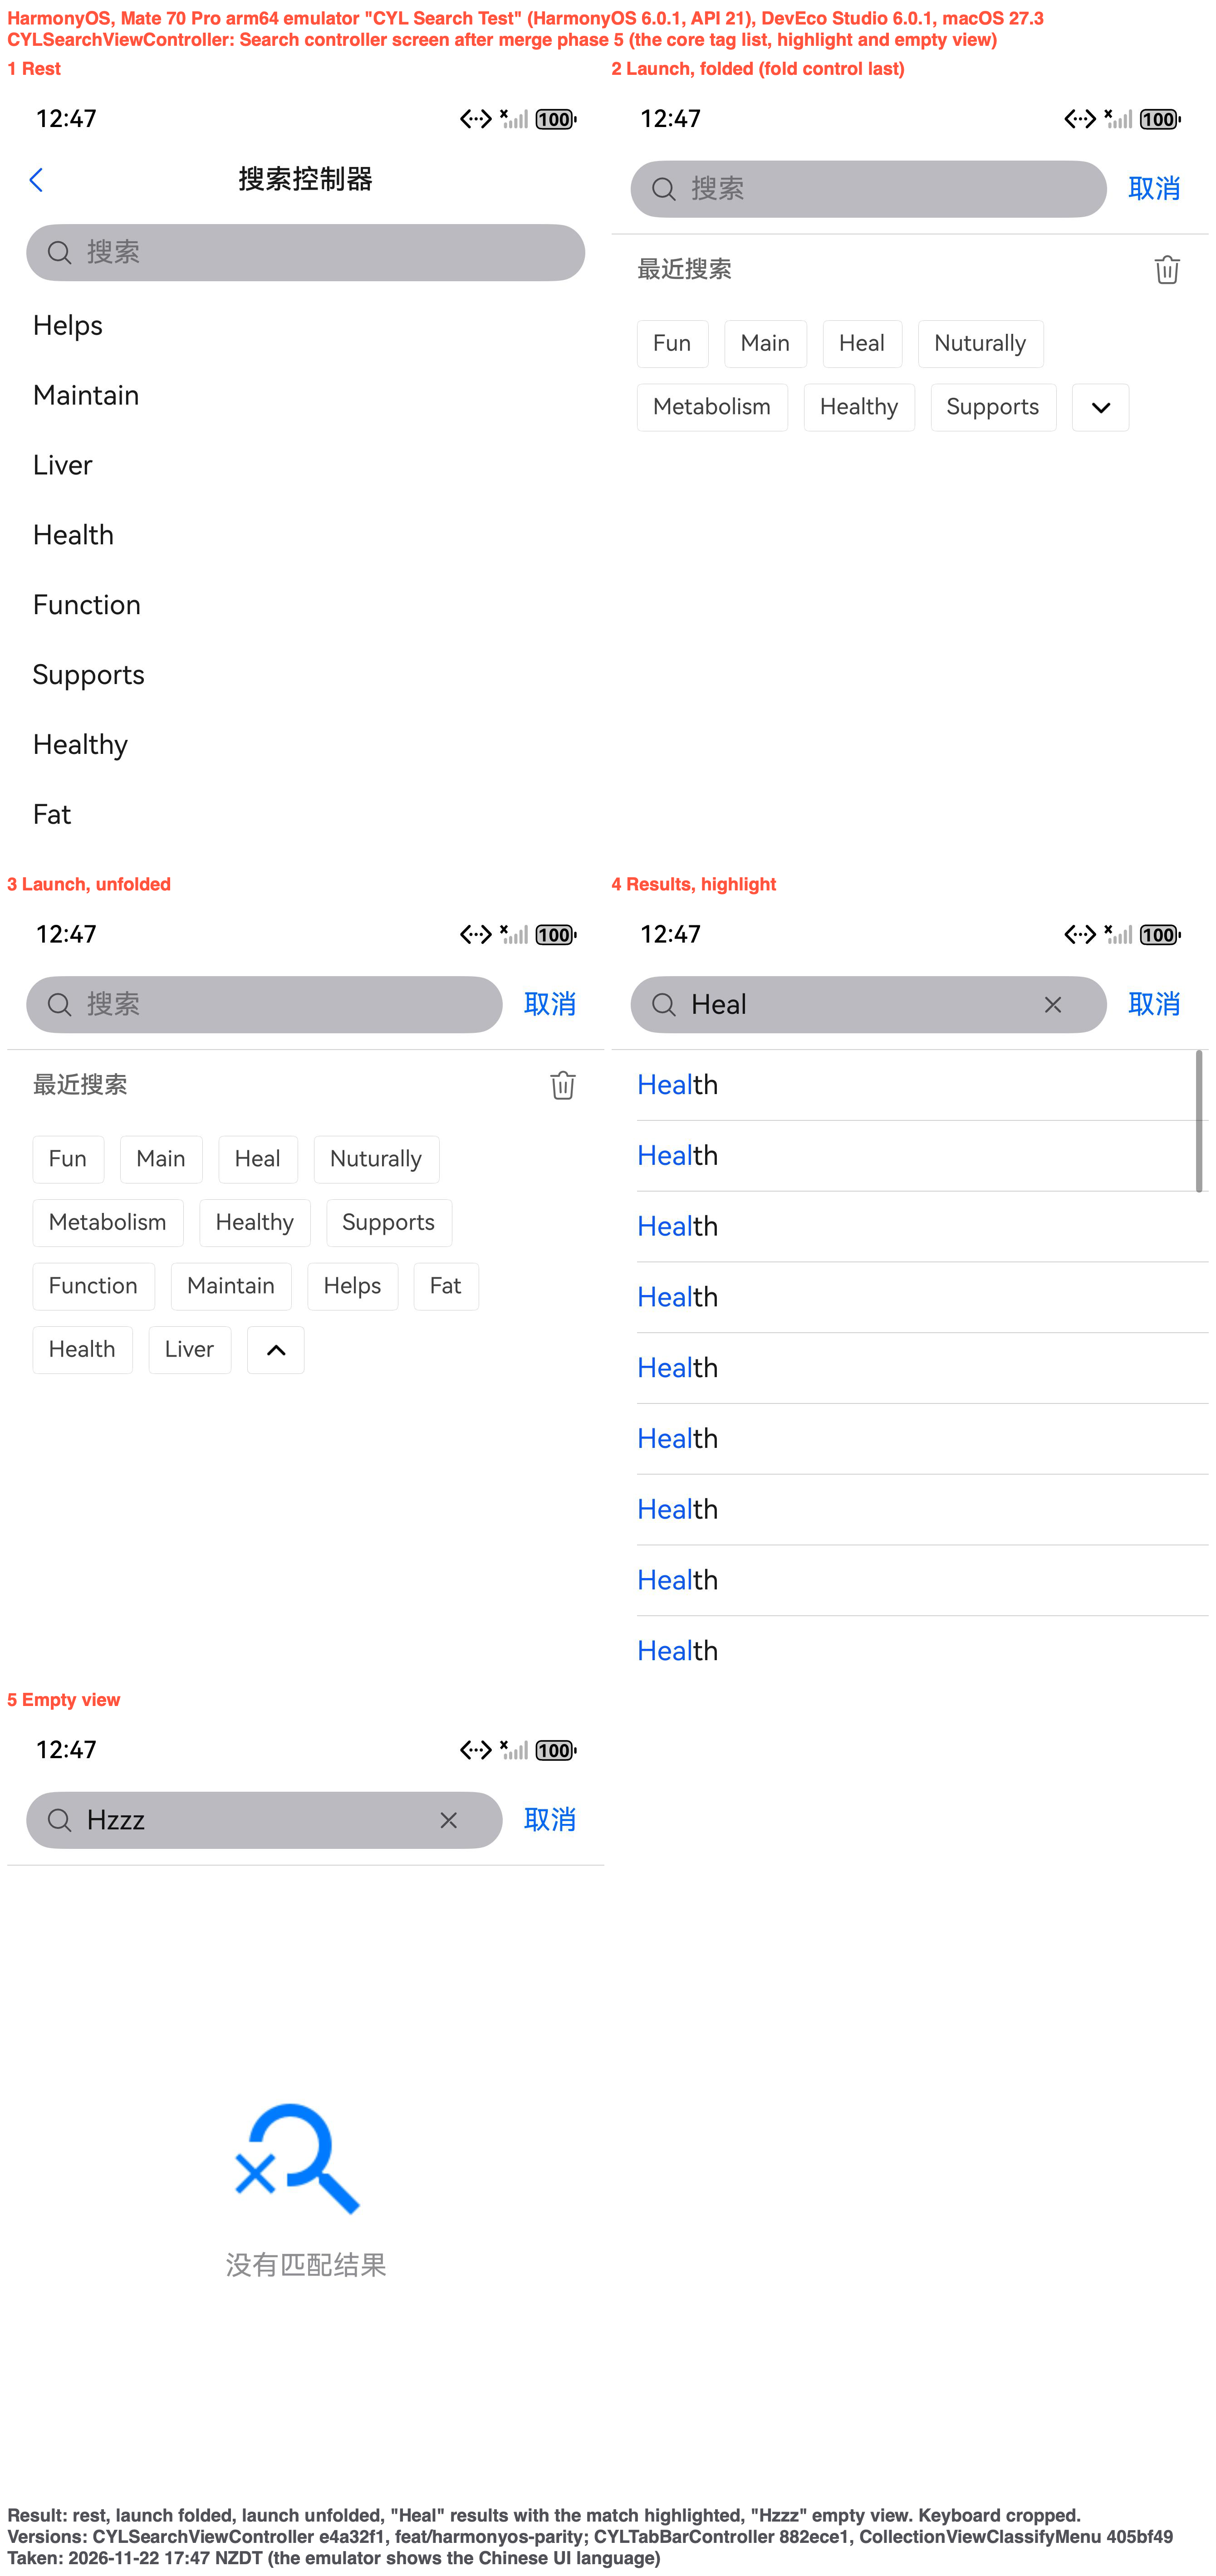 HarmonyOS, Mate 70 Pro arm64 emulator "CYL Search Test" (HarmonyOS 6.0.1, API 21), DevEco Studio 6.0.1, macOS 27.3
CYLSearchViewController: Search controller screen after merge phase 5 (the core tag list, highlight and empty view)
1 Rest
12:47
100
搜索控制器
搜索
Helps
Maintain
Liver
Health
Function
Supports
Healthy
Fat
2 Launch, folded (fold control last)
12:47
100
搜索
取消
最近搜索
Fun Main Heal Nuturally
Metabolism Healthy Supports
3 Launch, unfolded
12:47
100
搜索
取消
最近搜索
Fun Main Heal Nuturally
Metabolism Healthy Supports
Function Maintain Helps Fat
Health Liver
4 Results, highlight
12:47
100
Heal
取消
Health
Health
Health
Health
Health
Health
Health
Health
Health
5 Empty view
12:47
100
Hzzz
取消
没有匹配结果
Result: rest, launch folded, launch unfolded, "Heal" results with the match highlighted, "Hzzz" empty view. Keyboard cropped.
Versions: CYLSearchViewController e4a32f1, feat/harmonyos-parity; CYLTabBarController 882ece1, CollectionViewClassifyMenu 405bf49
Taken: 2026-11-22 17:47 NZDT (the emulator shows the Chinese UI language)